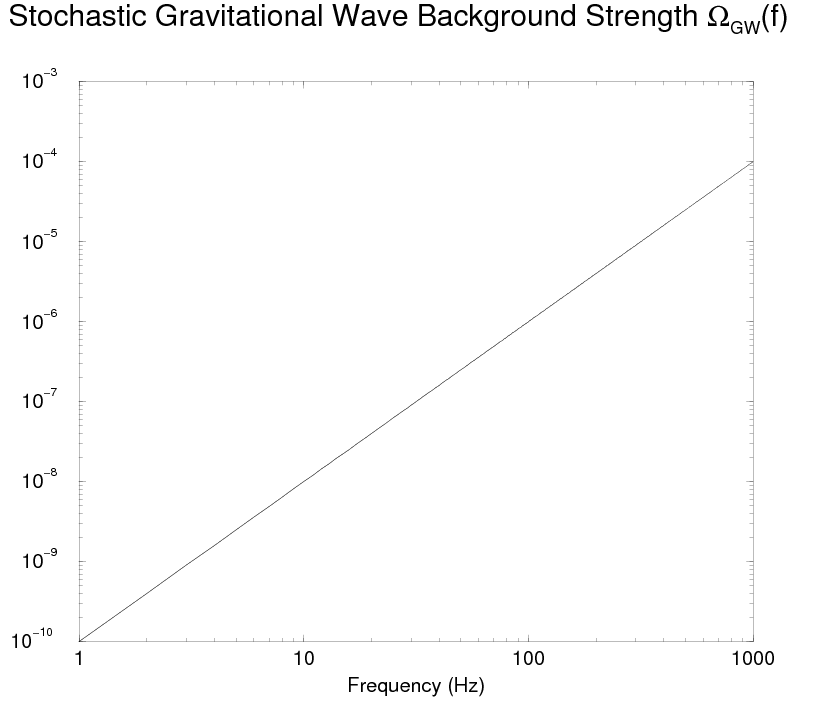 Stochastic Gravitational Wave Background Strength Ω_GW(f)
10⁻³
10⁻⁴
10⁻⁵
10⁻⁶
10⁻⁷
10⁻⁸
10⁻⁹
10⁻¹⁰
1 10 100 1000
Frequency (Hz)